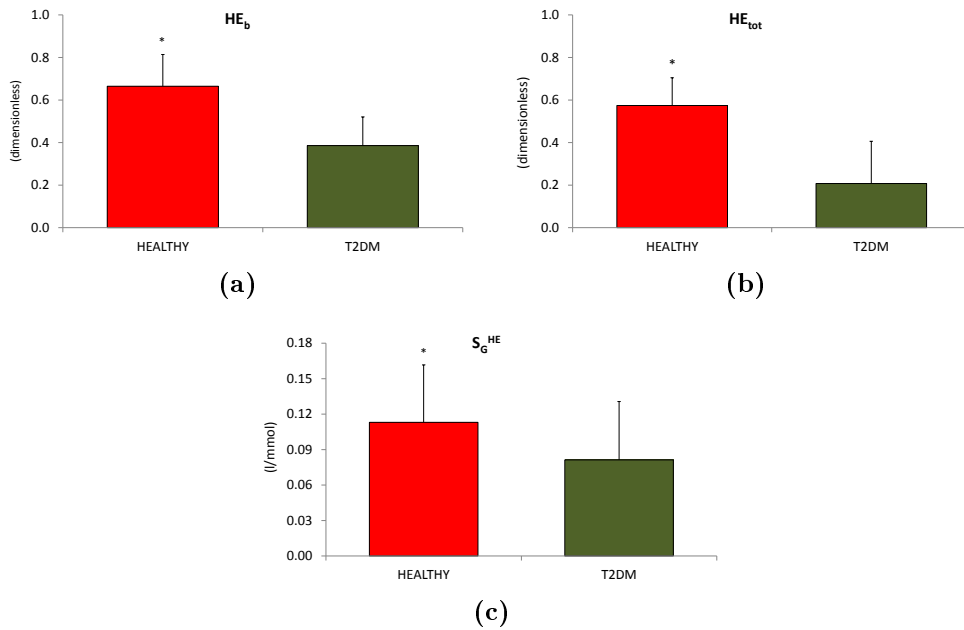 HE_b
1.0
0.8
0.6
0.4
0.2
0.0
(dimensionless)
*
HEALTHY
T2DM
(a)
HE_tot
1.0
0.8
0.6
0.4
0.2
0.0
(dimensionless)
*
HEALTHY
T2DM
(b)
S_G^HE
0.18
0.15
0.12
0.09
0.06
0.03
0.00
(l/mmol)
*
HEALTHY
T2DM
(c)